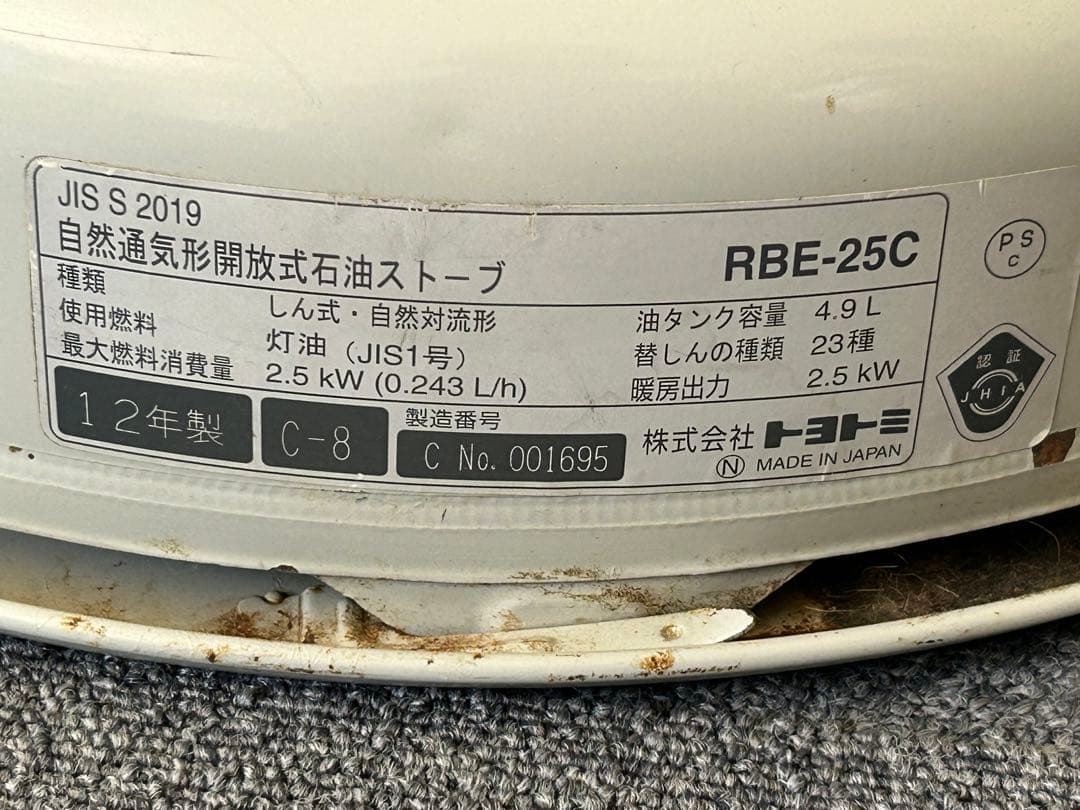 JIS S 2019
自然通気形開放式石油ストーブ
RBE-25C
種類 しん式・自然対流形
使用燃料 灯油 (JIS1号)
最大燃料消費量 2.5 kW (0.243 L/h)
油タンク容量 4.9 L
替しんの種類 23種
暖房出力 2.5 kW
12年製
C-8
製造番号
C No. 001695
株式会社 トヨトミ
N MADE IN JAPAN
PS
C
認証
JHIA